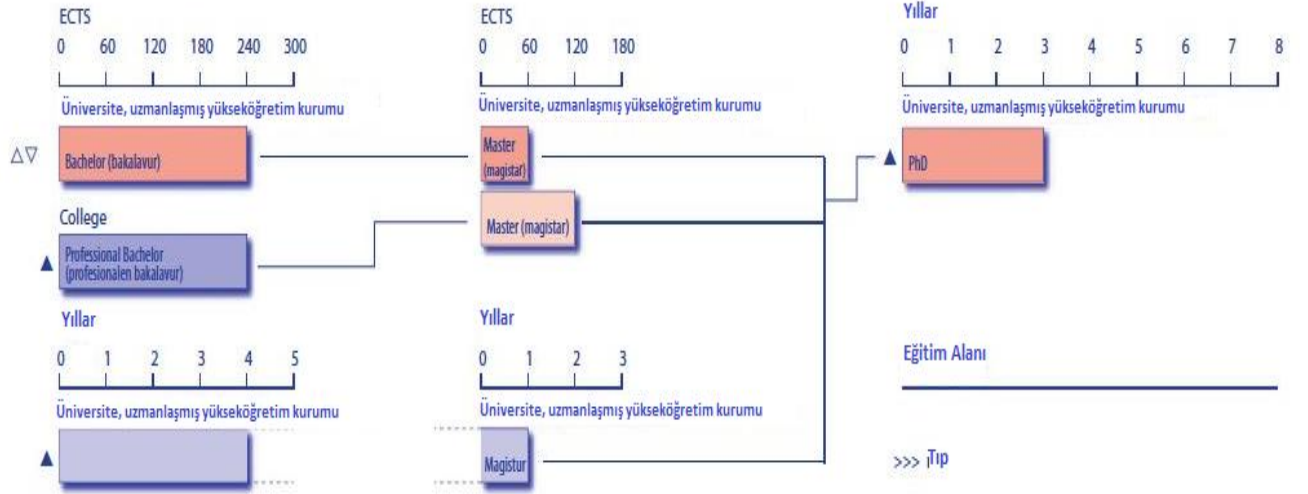 ECTS
0 60 120 180 240 300
Üniversite, uzmanlaşmış yükseköğretim kurumu
Bachelor (bakalavur)
College
Professional Bachelor
(profesionalen bakalavur)
Yıllar
0 1 2 3 4 5
Üniversite, uzmanlaşmış yükseköğretim kurumu
ECTS
0 60 120 180
Üniversite, uzmanlaşmış yükseköğretim kurumu
Master
(magistar)
Master (magistar)
Yıllar
0 1 2 3
Üniversite, uzmanlaşmış yükseköğretim kurumu
Magistur
Yıllar
0 1 2 3 4 5 6 7 8
Üniversite, uzmanlaşmış yükseköğretim kurumu
PhD
Eğitim Alanı
>>> Tıp